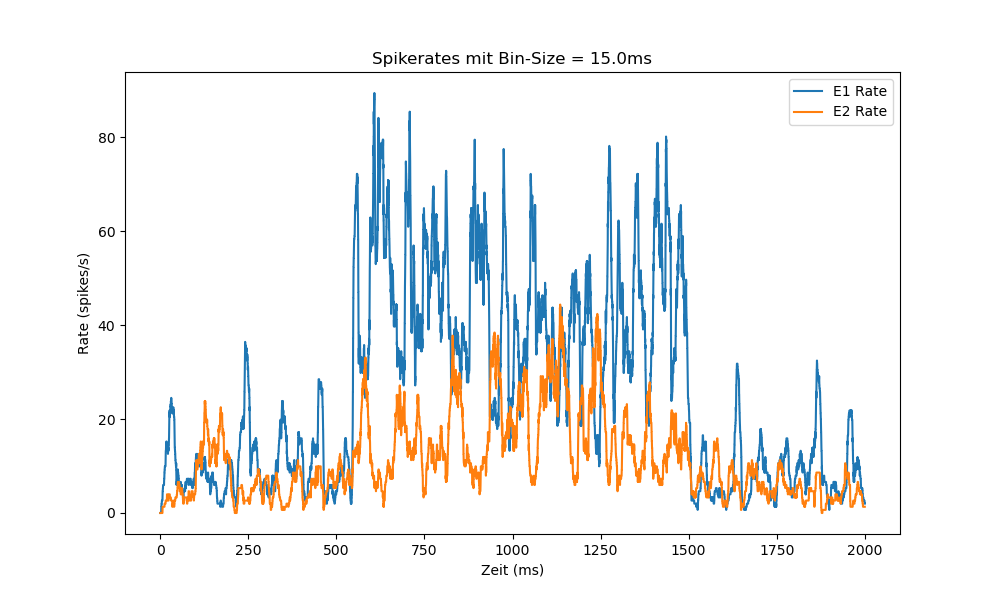 Spikerates mit Bin-Size = 15.0ms
E1 Rate
E2 Rate
80
60
40
20
0
Rate (spikes/s)
0 250 500 750 1000 1250 1500 1750 2000
Zeit (ms)